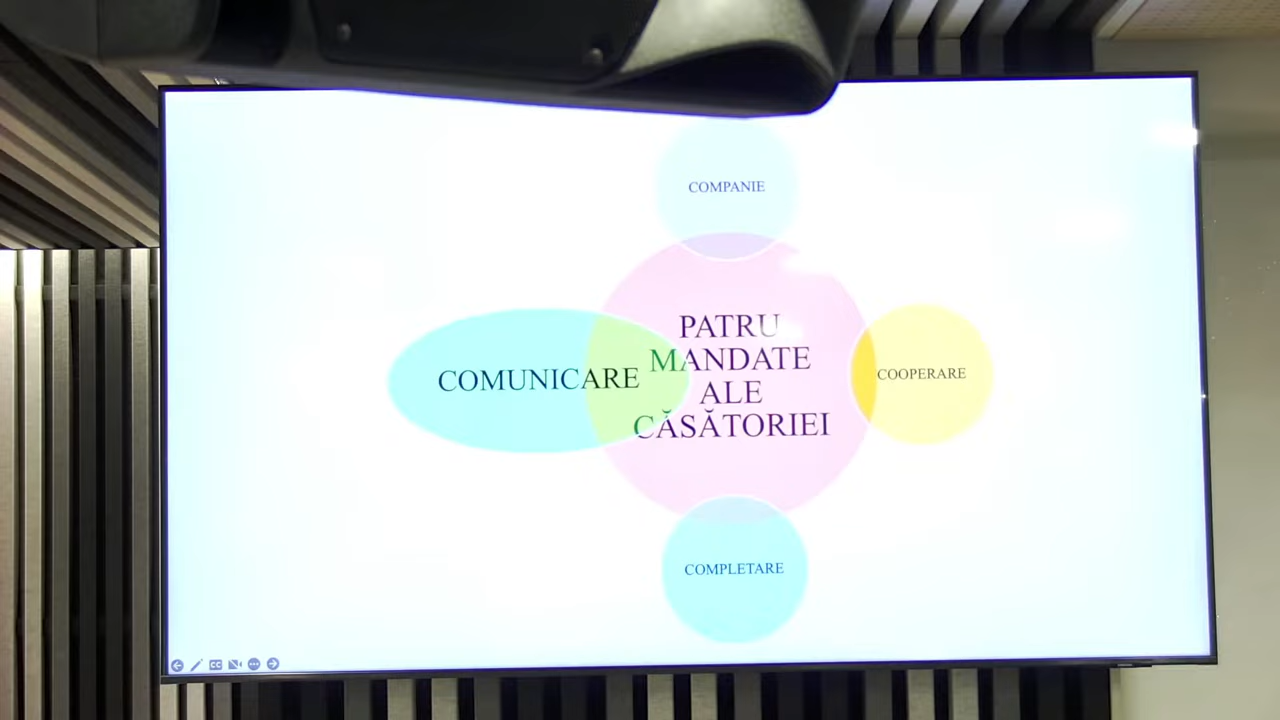 COMPANIE
PATRU
MANDATE
ALE
CĂSĂTORIEI
COMUNICARE
COOPERARE
COMPLETARE